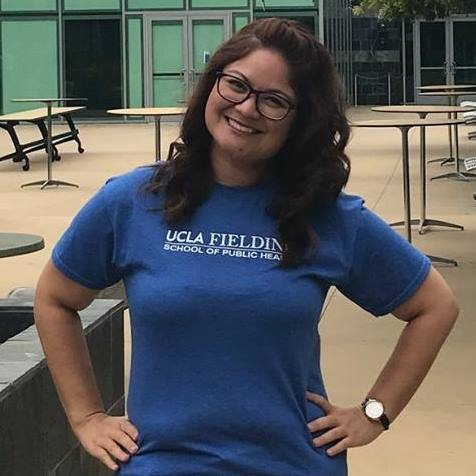 UCLA FIELDIN
SCHOOL OF PUBLIC HEA